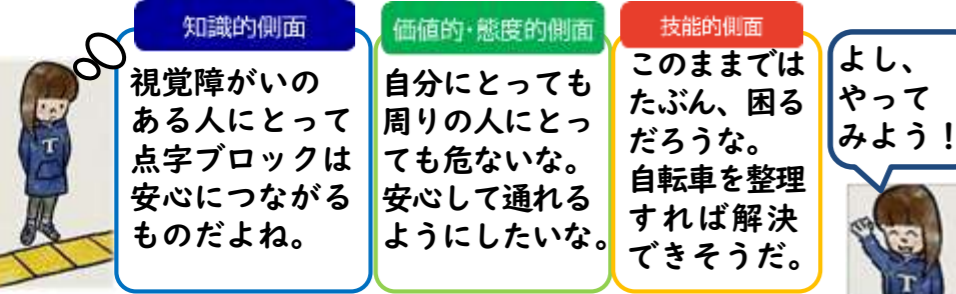 知識的側面
視覚障がいの
ある人にとって
点字ブロックは
安心につながる
ものだよね。
価値的・態度的側面
自分にとっても
周りの人にとっ
ても危ないな。
安心して通れる
ようにしたいな。
技能的側面
このままでは
たぶん、困る
だろうな。
自転車を整理
すれば解決
できそうだ。
よし、
やって
みよう！
T
T